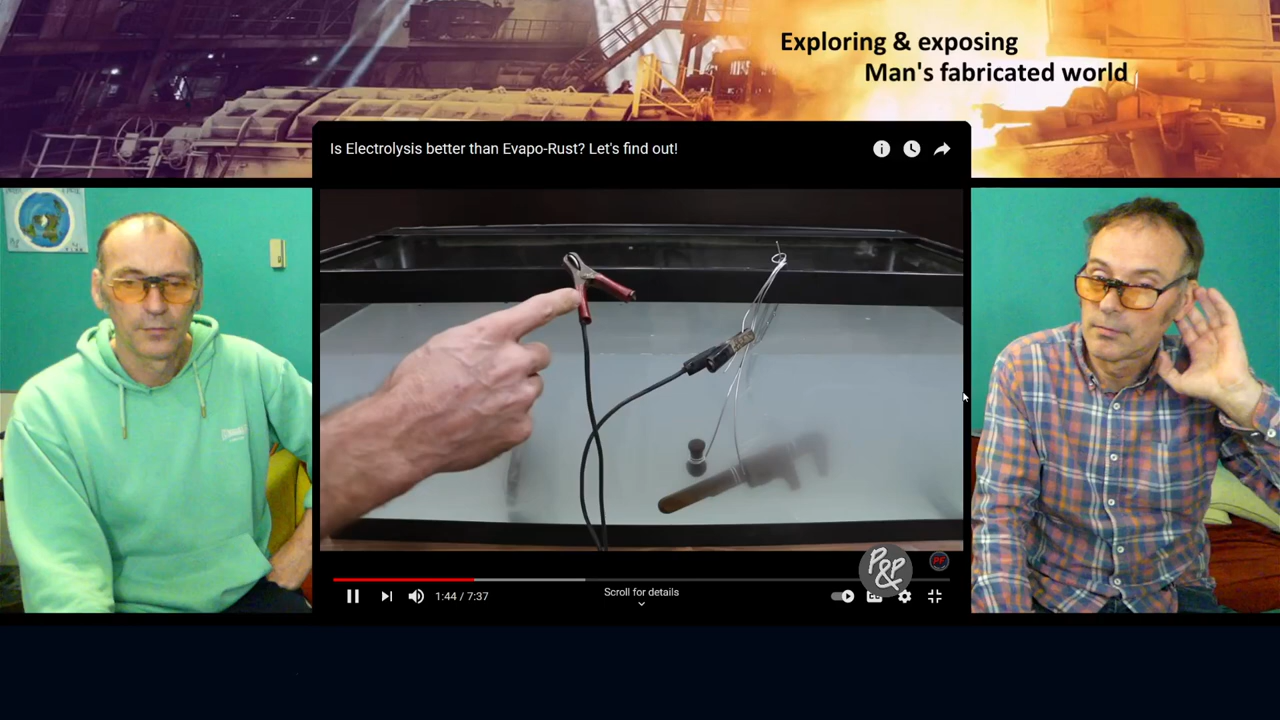 Exploring & exposing
Man's fabricated world
Is Electrolysis better than Evapo-Rust? Let's find out!
P&P
PF
1:44 / 7:37
Scroll for details